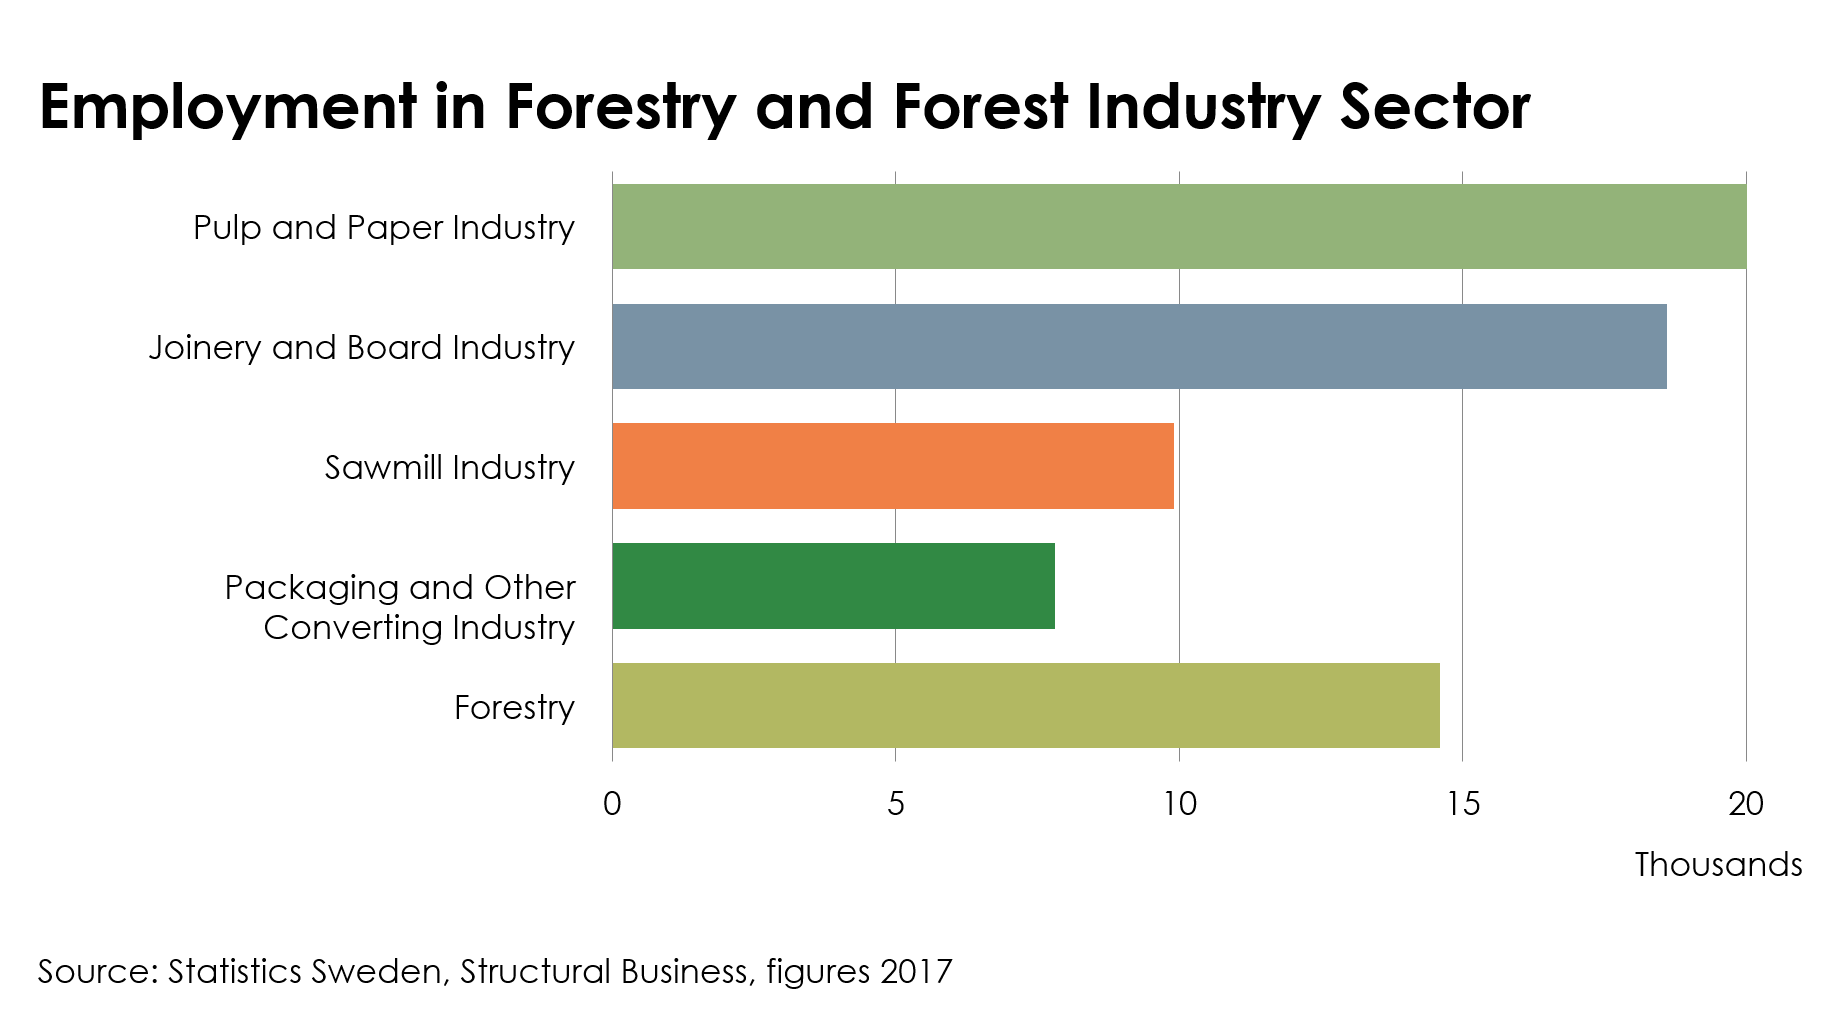 Employment in Forestry and Forest Industry Sector
Pulp and Paper Industry
Joinery and Board Industry
Sawmill Industry
Packaging and Other
Converting Industry
Forestry
0 5 10 15 20
Thousands
Source: Statistics Sweden, Structural Business, figures 2017